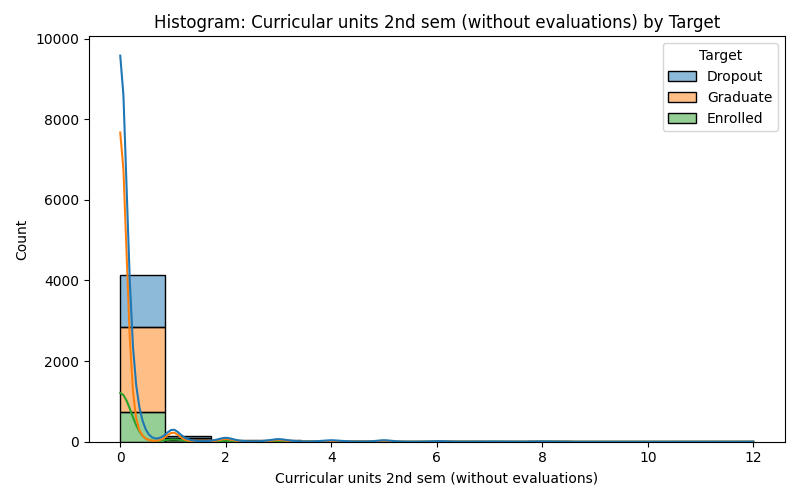 Histogram: Curricular units 2nd sem (without evaluations) by Target
10000
8000
6000
4000
2000
0
Count
Target
Dropout
Graduate
Enrolled
0 2 4 6 8 10 12
Curricular units 2nd sem (without evaluations)